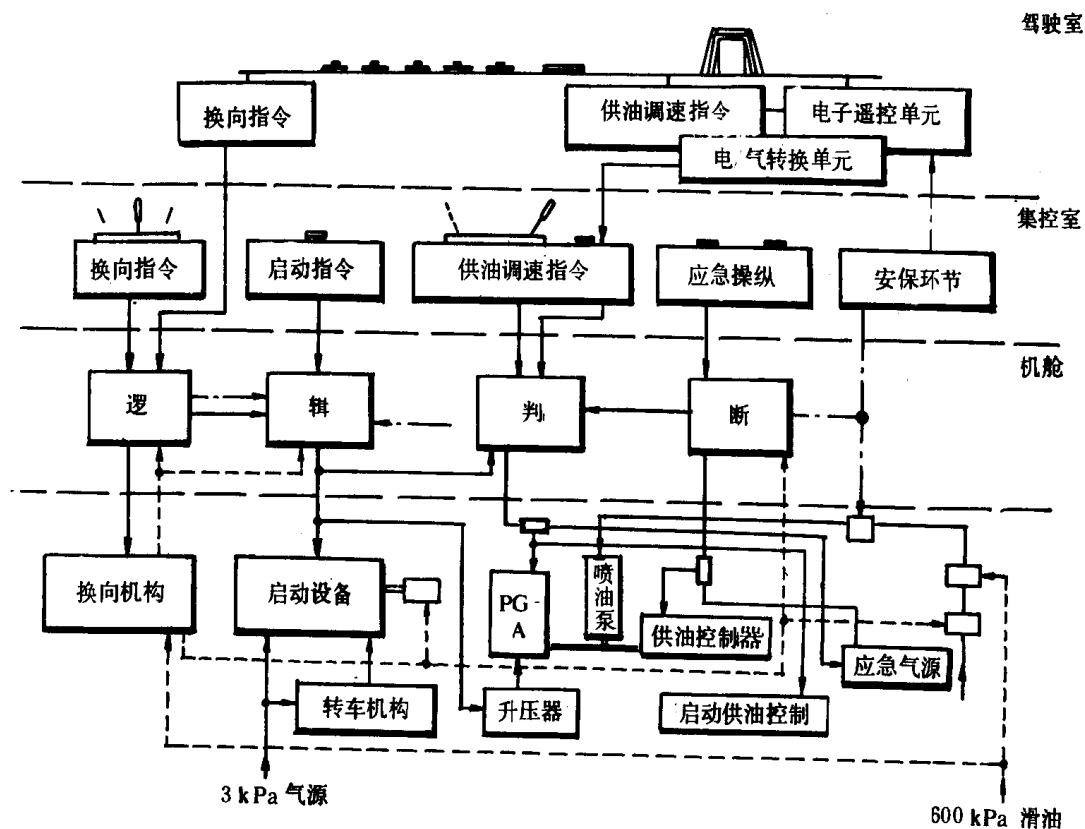 驾驶室
换向指令
供油调速指令
电子遥控单元
电/气转换单元
集控室
换向指令
启动指令
供油调速指令
应急操纵
安保环节
机舱
逻
辑
判
断
换向机构
启动设备
PG-
A
喷
油
泵
供油控制器
应急气源
转车机构
升压器
启动供油控制
3 kPa 气源
600 kPa 滑油